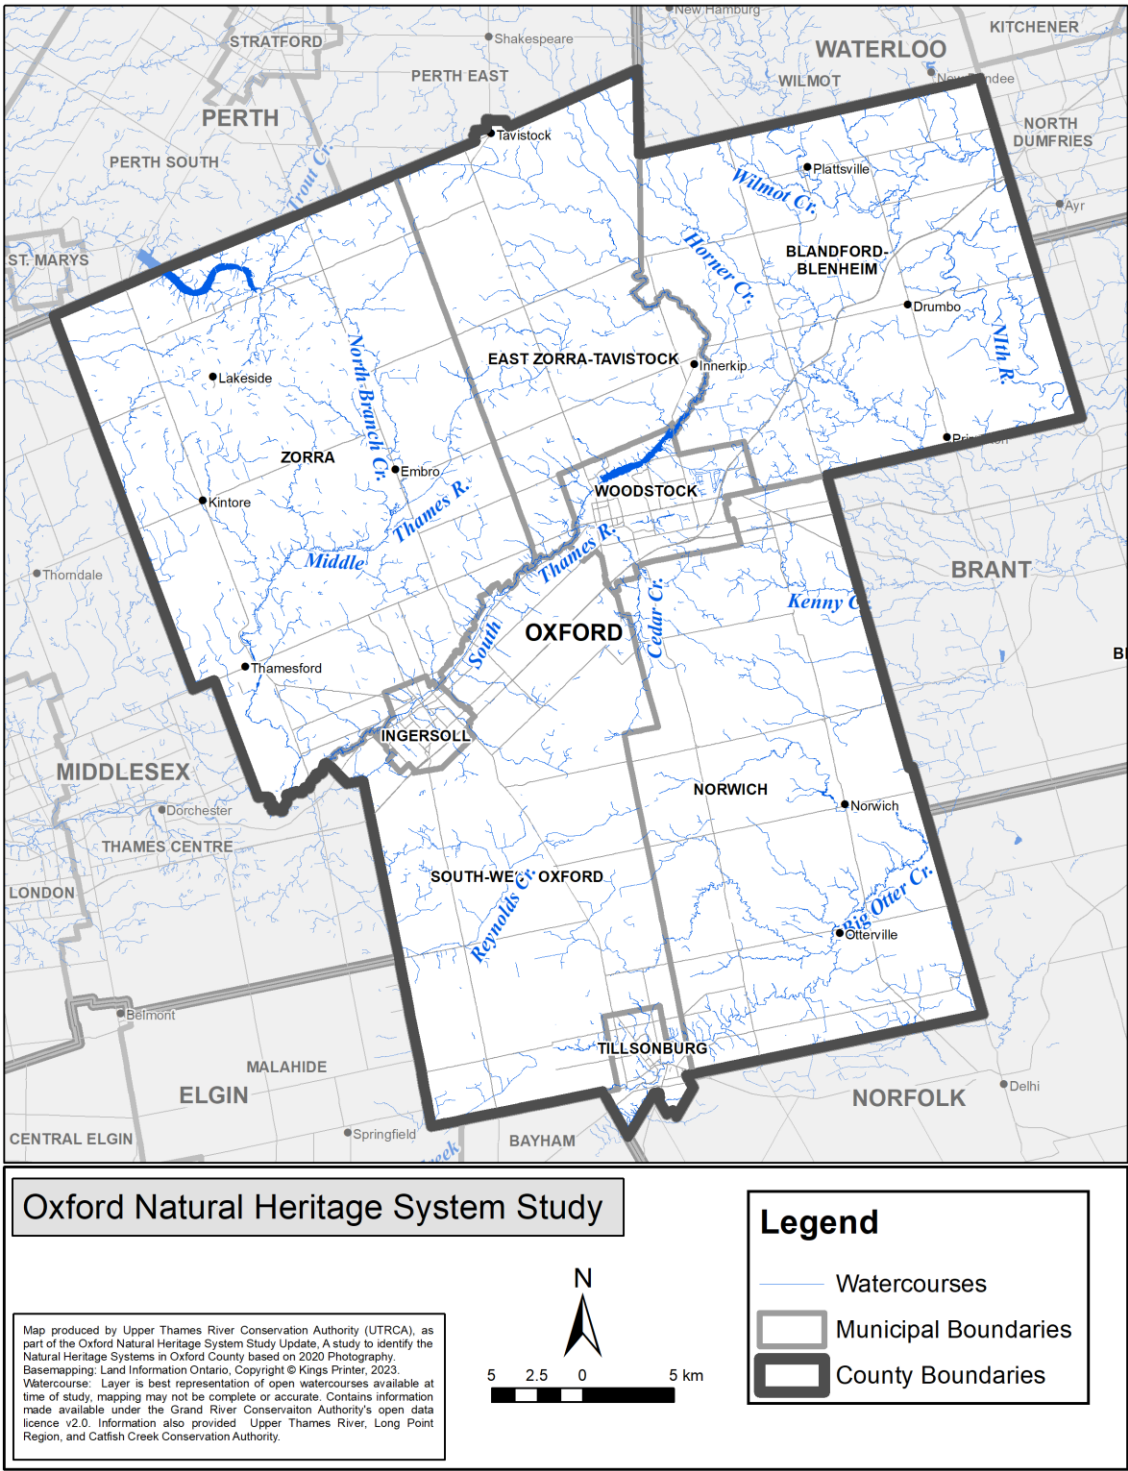 New Hamburg
KITCHENER
STRATFORD
Shakespeare
WATERLOO
PERTH EAST
WILMOT
New Dundee
PERTH
NORTH
DUMFRIES
Tavistock
PERTH SOUTH
Trout Cr.
Plattsville
Wilmot Cr.
Ayr
ST. MARYS
Horner Cr.
BLANDFORD-
BLENHEIM
Drumbo
NIth R.
EAST ZORRA-TAVISTOCK
Innerkip
North Branch Cr.
Lakeside
ZORRA
Embro
Kintore
WOODSTOCK
Thames R.
Middle
Thames R.
Thorndale
BRANT
Kenny C
Cedar Cr.
OXFORD
South
Thamesford
INGERSOLL
MIDDLESEX
NORWICH
Norwich
Dorchester
THAMES CENTRE
SOUTH-WE OXFORD
Reynolds Cr.
LONDON
Big Otter Cr.
Otterville
Belmont
TILLSONBURG
MALAHIDE
ELGIN
NORFOLK
Delhi
CENTRAL ELGIN
Springfield
BAYHAM
Oxford Natural Heritage System Study
Legend
Watercourses
Municipal Boundaries
County Boundaries
N
5 2.5 0 5 km
Map produced by Upper Thames River Conservation Authority (UTRCA), as
part of the Oxford Natural Heritage System Study Update, A study to identify the
Natural Heritage Systems in Oxford County based on 2020 Photography.
Basemapping: Land Information Ontario, Copyright © Kings Printer, 2023.
Watercourse: Layer is best representation of open watercourses available at
time of study, mapping may not be complete or accurate. Contains information
made available under the Grand River Conservaiton Authority's open data
licence v2.0. Information also provided Upper Thames River, Long Point
Region, and Catfish Creek Conservation Authority.